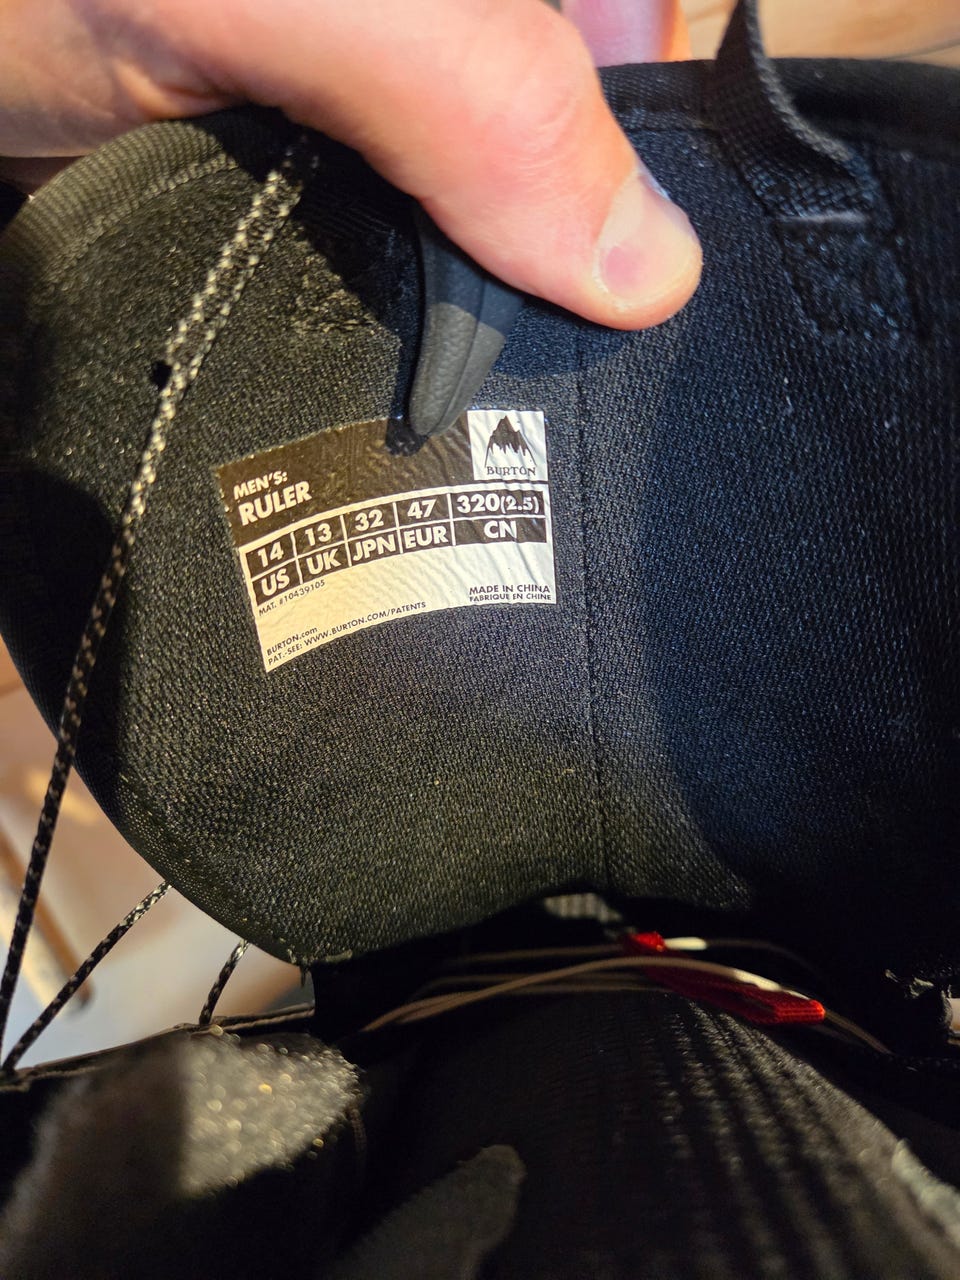 BURTON
MEN'S:
RULER
14 13 32 47 320(2.5)
US UK JPN EUR CN
MAT. #10439105
MADE IN CHINA
FABRIQUE EN CHINE
BURTON.com
PAT.-SEE: WWW.BURTON.COM/PATENTS